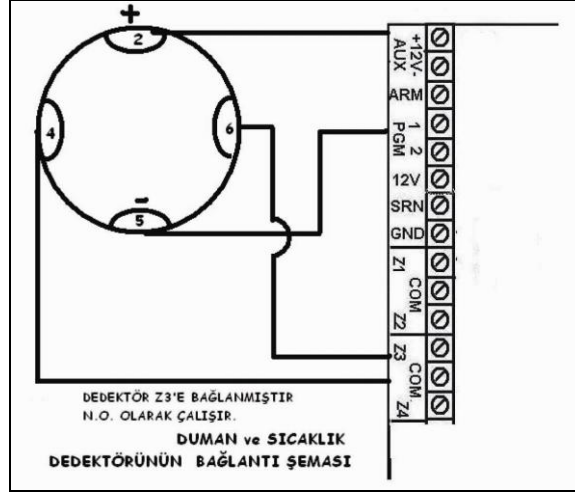 +
2
4
6
-
5
+12V-
AUX
ARM
1
PGM
2
12V
SRN
GND
Z1
COM
Z2
Z3
COM
Z4
DEDEKTÖR Z3'E BAĞLANMIŞTIR
N.O. OLARAK ÇALIŞIR.
DUMAN ve SICAKLIK
DEDEKTÖRÜNÜN BAĞLANTI ŞEMASI